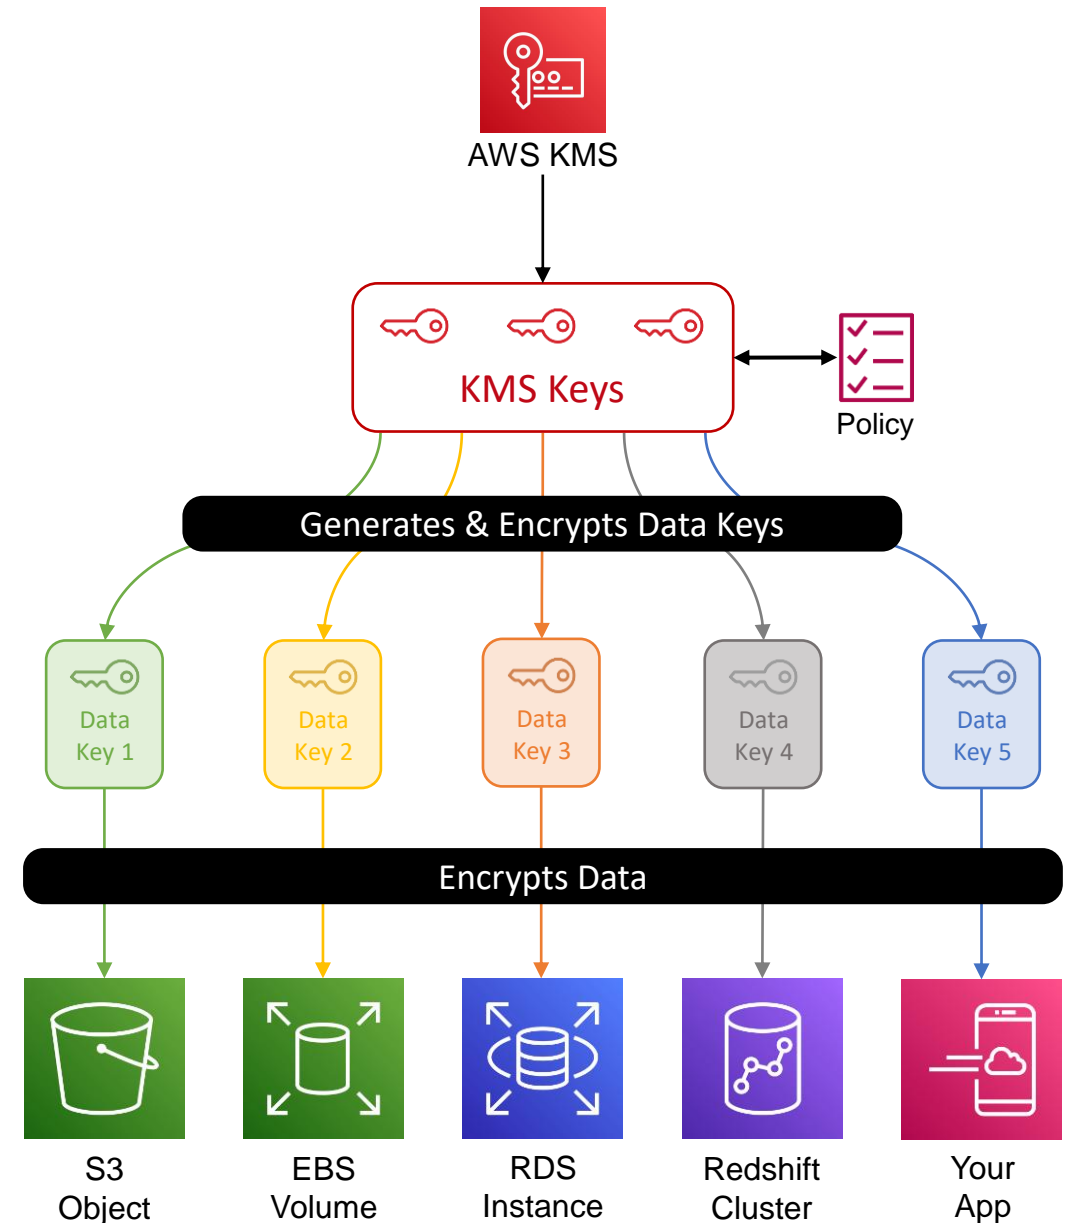 AWS KMS
KMS Keys
Policy
Generates & Encrypts Data Keys
Data
Key 1
Data
Key 2
Data
Key 3
Data
Key 4
Data
Key 5
Encrypts Data
S3
Object
EBS
Volume
RDS
Instance
Redshift
Cluster
Your
App